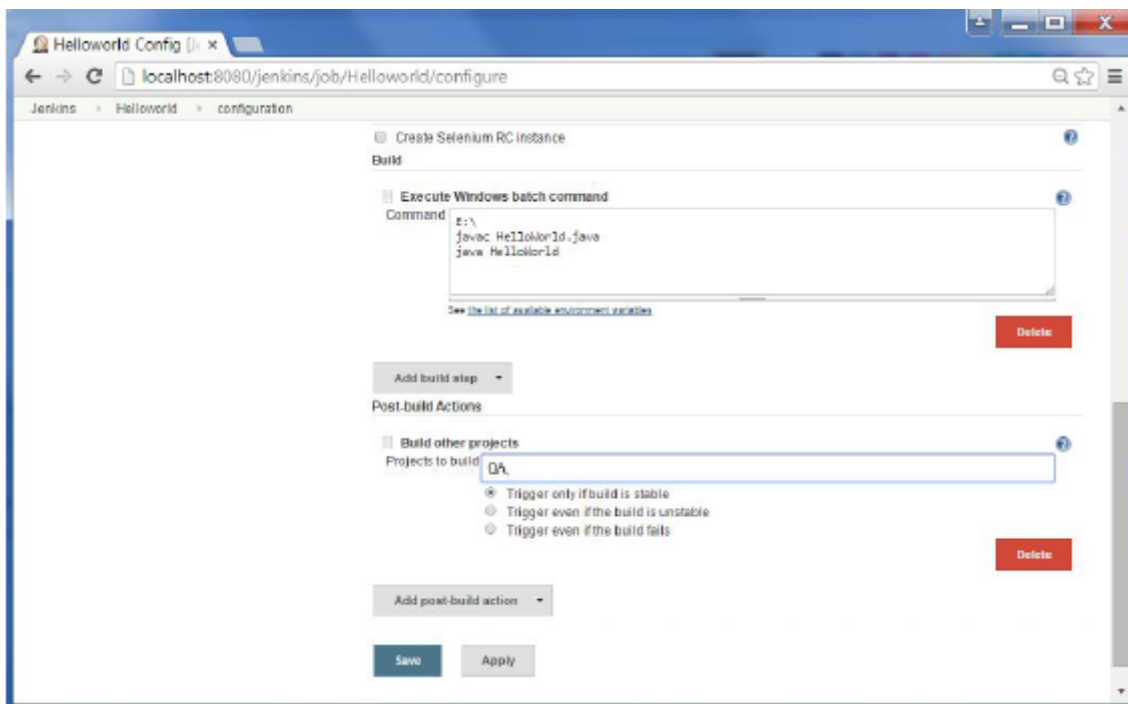 Helloworld Config [J
localhost:8080/jenkins/job/Helloworld/configure
Jenkins Helloworld configuration
Create Selenium RC instance
Build
Execute Windows batch command
Command
E:\
javac HelloWorld.java
java HelloWorld
See the list of available environment variables
Delete
Add build step
Post-build Actions
Build other projects
Projects to build QA,
Trigger only if build is stable
Trigger even if the build is unstable
Trigger even if the build fails
Delete
Add post-build action
Save Apply